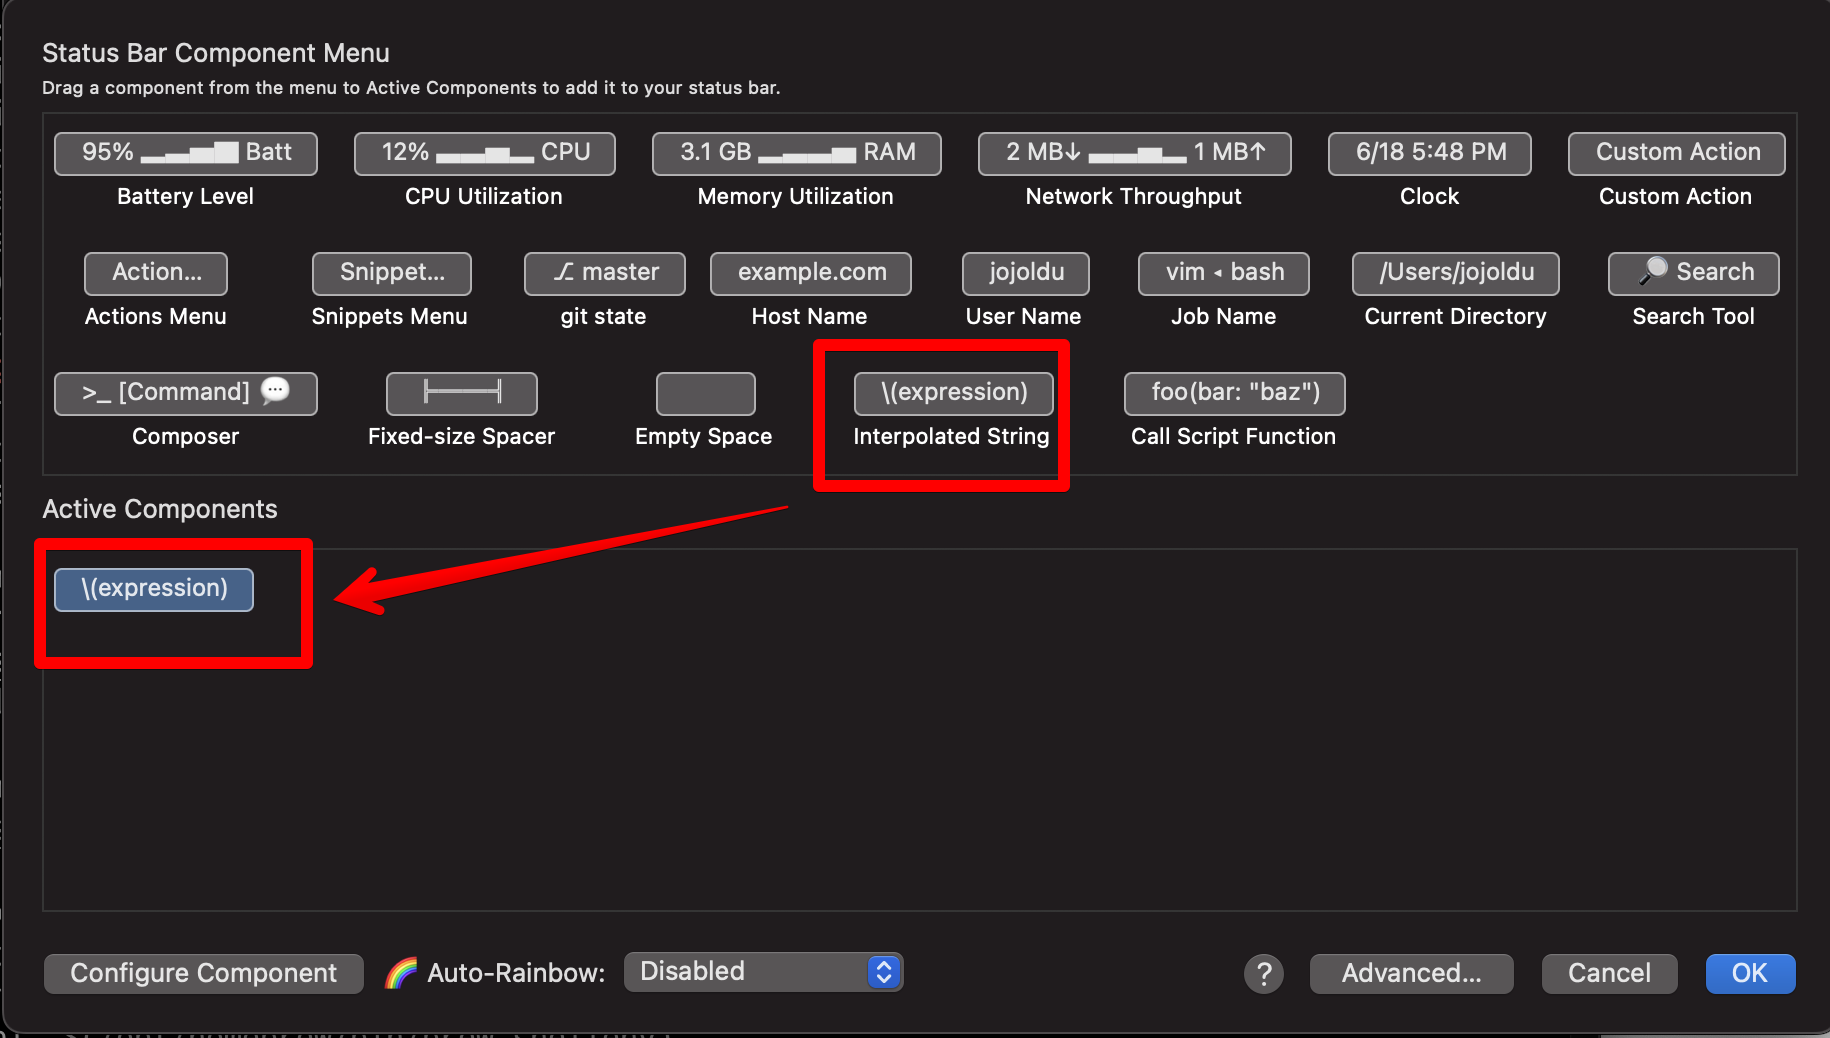 Status Bar Component Menu
Drag a component from the menu to Active Components to add it to your status bar.
95% Batt
12% CPU
3.1 GB RAM
2 MB↓ 1 MB↑
6/18 5:48 PM
Custom Action
Battery Level
CPU Utilization
Memory Utilization
Network Throughput
Clock
Custom Action
Action...
Snippet...
master
example.com
jojoldu
vim ◂ bash
/Users/jojoldu
Search
Actions Menu
Snippets Menu
git state
Host Name
User Name
Job Name
Current Directory
Search Tool
>_ [Command]
\(expression)
foo(bar: "baz")
Composer
Fixed-size Spacer
Empty Space
Interpolated String
Call Script Function
Active Components
\(expression)
Configure Component
Auto-Rainbow:
Disabled
?
Advanced...
Cancel
OK